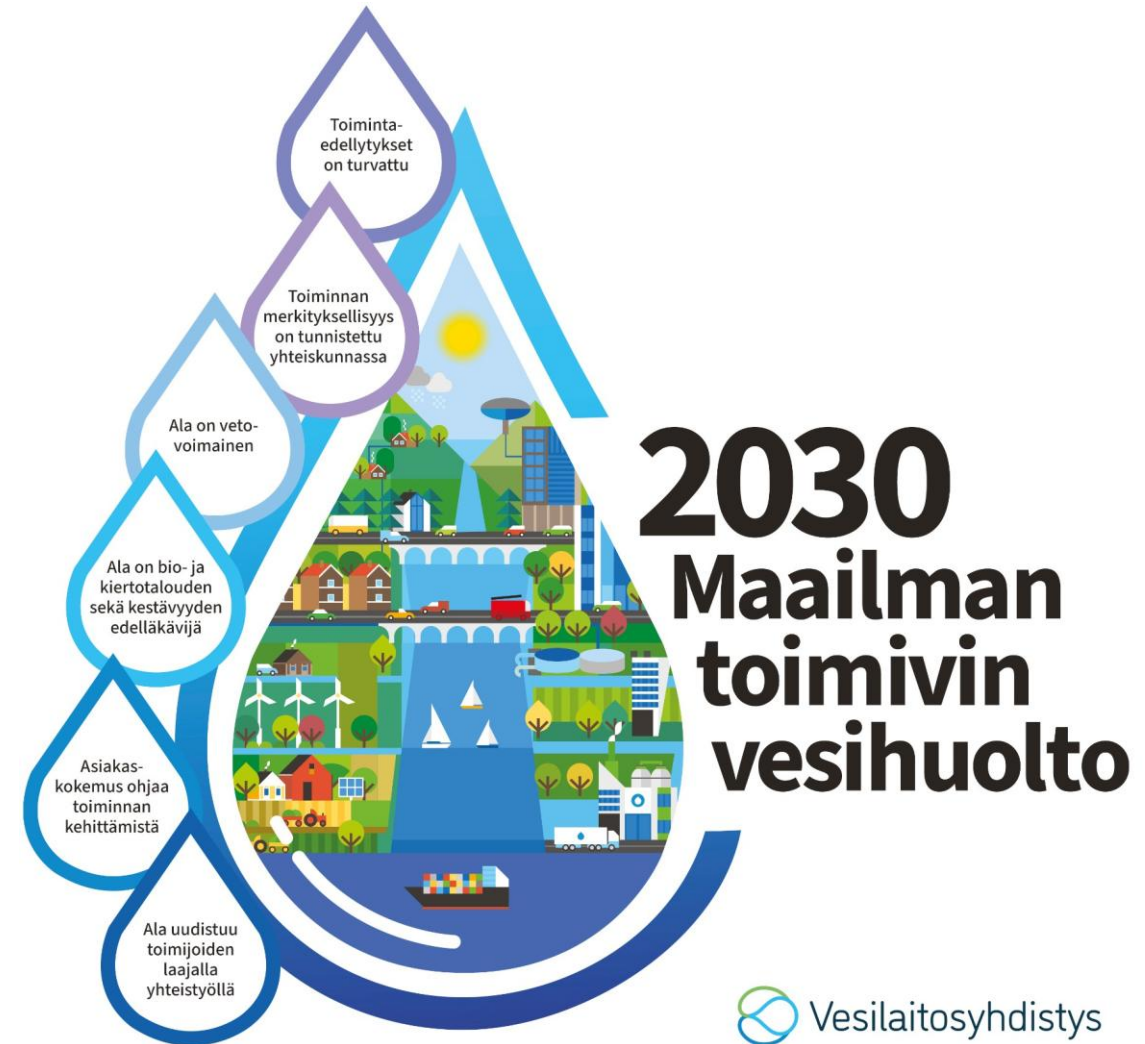 Toiminta-
edellytykset
on turvattu
Toiminnan
merkityksellisyys
on tunnistettu
yhteiskunnassa
Ala on veto-
voimainen
Ala on bio- ja
kiertotalouden
sekä kestävyyden
edelläkävijä
Asiakas-
kokemus ohjaa
toiminnan
kehittämistä
Ala uudistuu
toimijoiden
laajalla
yhteistyöllä
2030
Maailman
toimivin
vesihuolto
Vesilaitosyhdistys